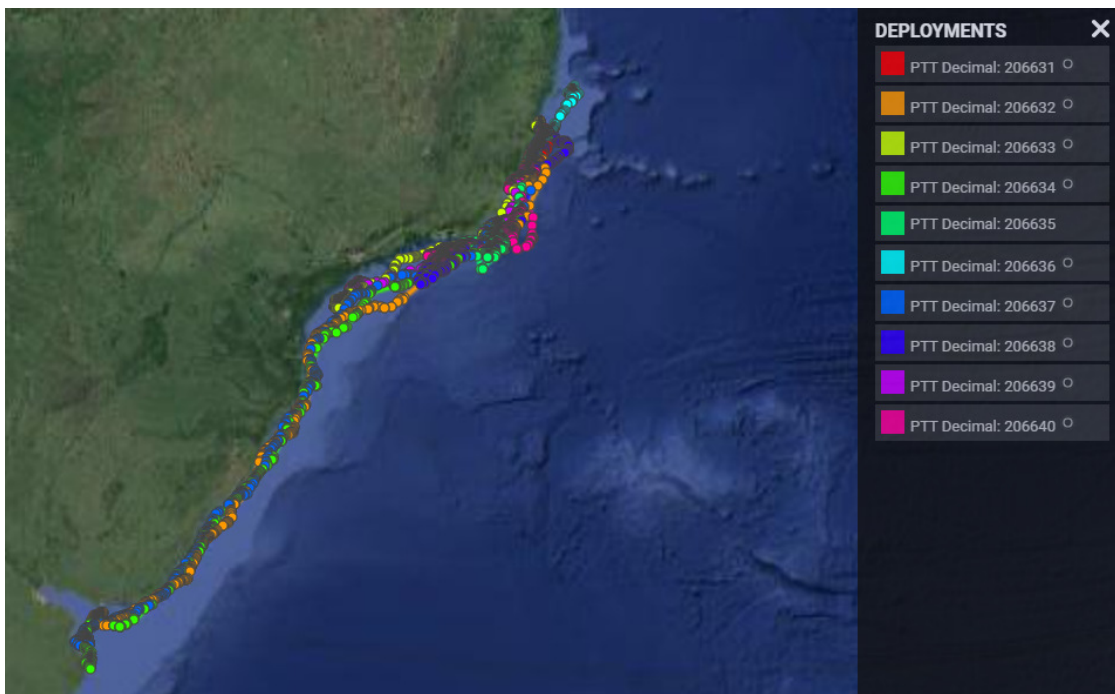 DEPLOYMENTS
PTT Decimal: 206631
PTT Decimal: 206632
PTT Decimal: 206633
PTT Decimal: 206634
PTT Decimal: 206635
PTT Decimal: 206636
PTT Decimal: 206637
PTT Decimal: 206638
PTT Decimal: 206639
PTT Decimal: 206640